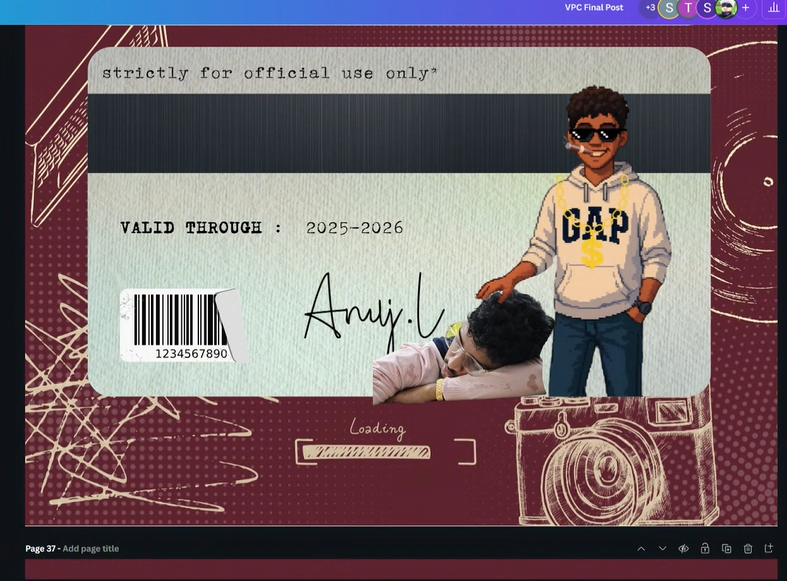 VPC Final Post
+3 S T S +
strictly for official use only*
GAP
$
VALID THROUGH : 2025-2026
Anuj.L
1234567890
Loading
Page 37 - Add page title